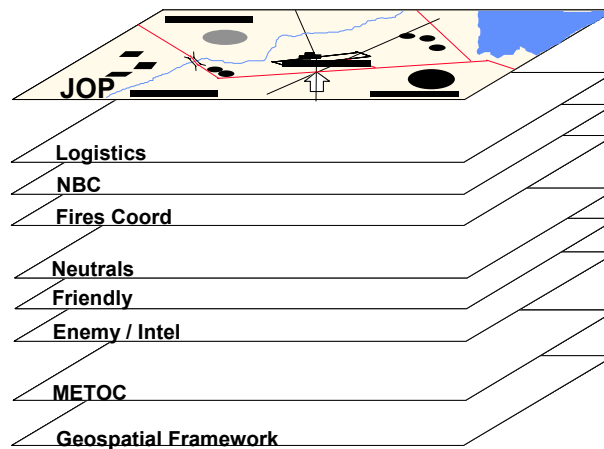 JOP
Logistics
NBC
Fires Coord
Neutrals
Friendly
Enemy / Intel
METOC
Geospatial Framework